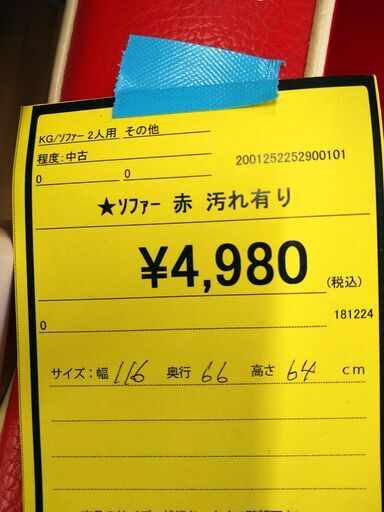 KG/ソファー 2人用 その他
程度:中古
2001252252900101
0 0
★ソファー 赤 汚れ有り
¥4,980
(税込)
0 181224
サイズ:幅 116 奥行 66 高さ 64 cm